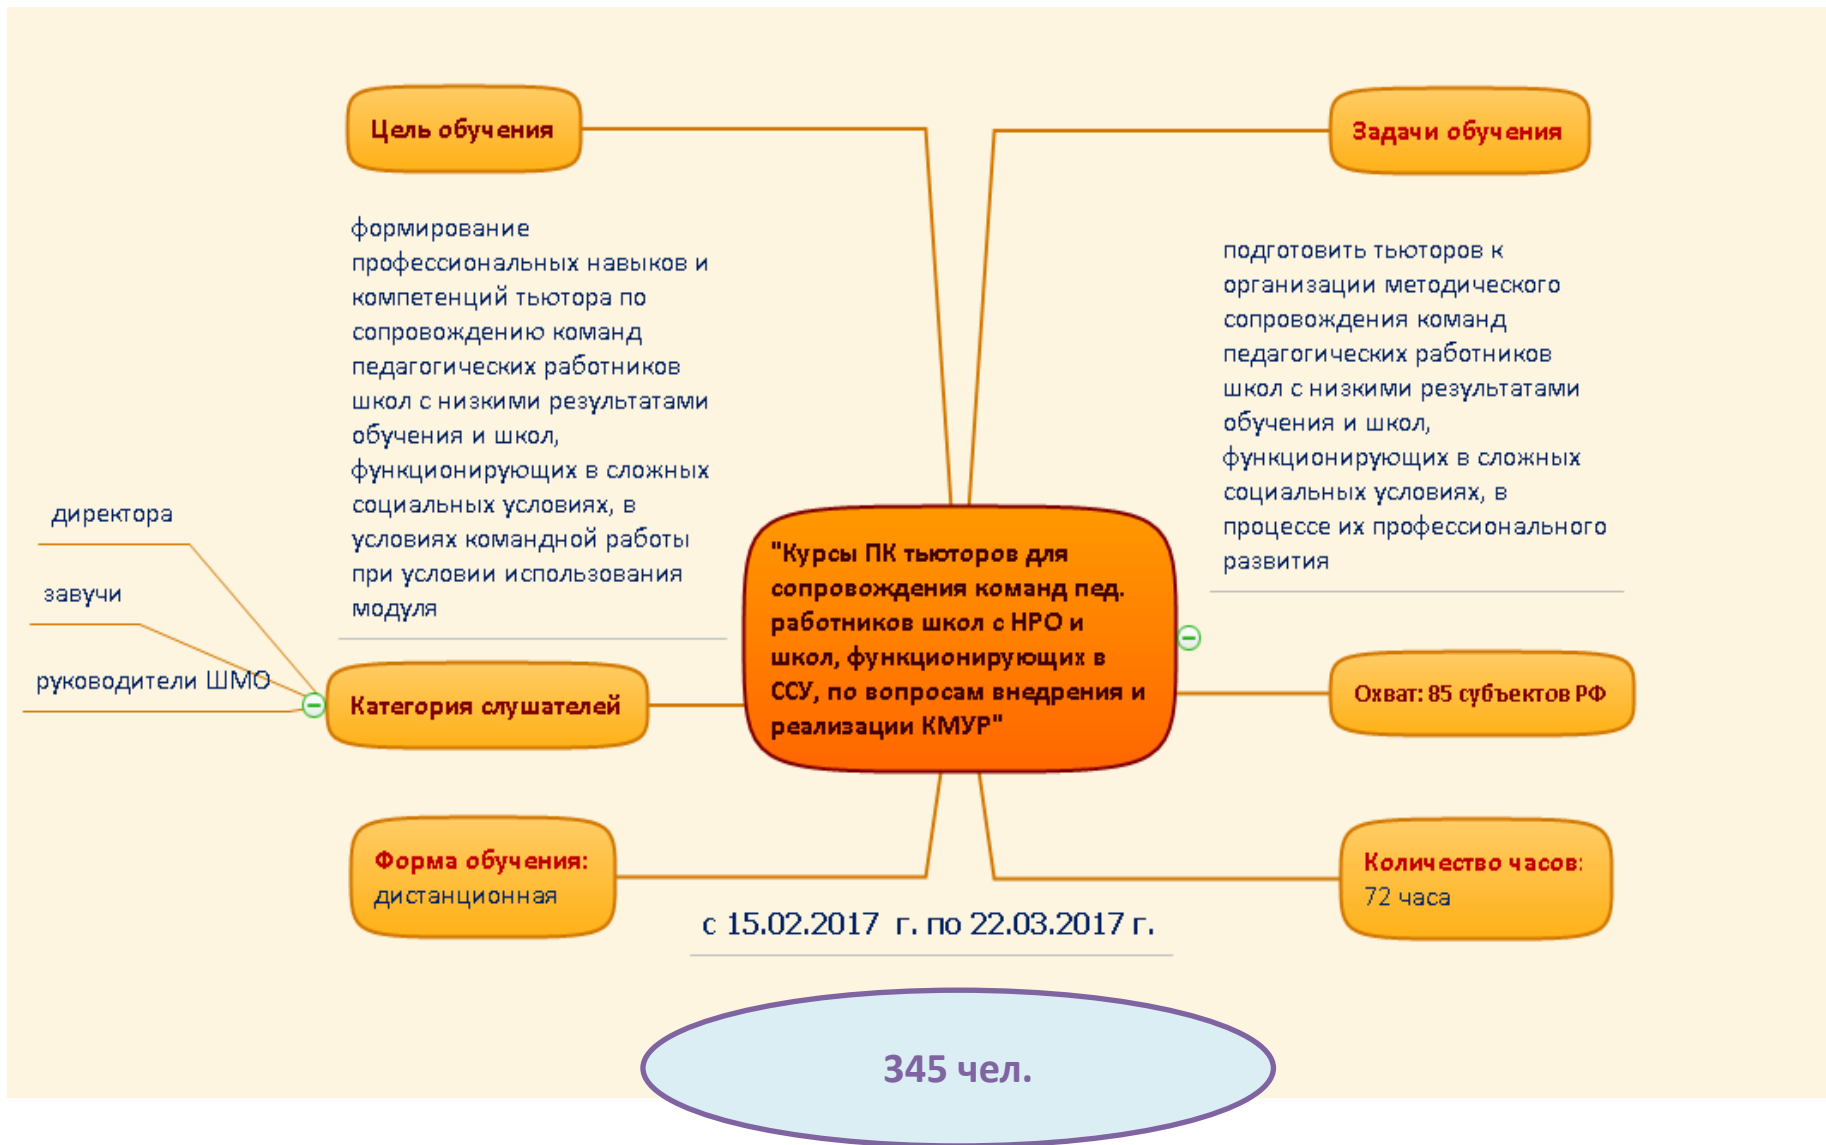 Цель обучения
формирование
профессиональных навыков и
компетенций тьютора по
сопровождению команд
педагогических работников
школ с низкими результатами
обучения и школ,
функционирующих в сложных
социальных условиях, в
условиях командной работы
при условии использования
модуля
Задачи обучения
подготовить тьюторов к
организации методического
сопровождения команд
педагогических работников
школ с низкими результатами
обучения и школ,
функционирующих в сложных
социальных условиях, в
процессе их профессионального
развития
директора
завучи
руководители ШМО
Категория слушателей
"Курсы ПК тьюторов для
сопровождения команд пед.
работников школ с НРО и
школ, функционирующих в
ССУ, по вопросам внедрения и
реализации КМУР"
Охват: 85 субъектов РФ
Форма обучения:
дистанционная
Количество часов:
72 часа
с 15.02.2017 г. по 22.03.2017 г.
345 чел.